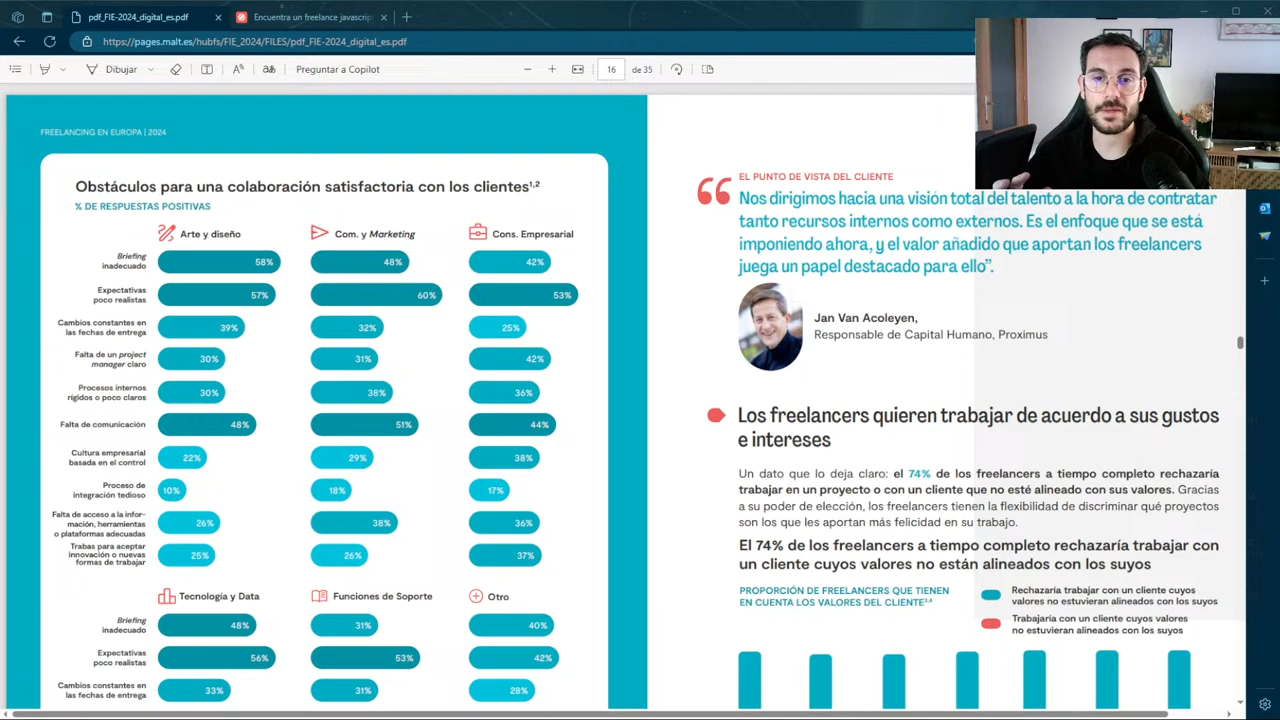 pdf_FIE-2024_digital_es.pdf
Encuentra un freelance javascrip
https://pages.malt.es/hubfs/FIE_2024/FILES/pdf_FIE-2024_digital_es.pdf
Dibujar
Preguntar a Copilot
16
de 35
FREELANCING EN EUROPA | 2024
Obstáculos para una colaboración satisfactoria con los clientes1,2
% DE RESPUESTAS POSITIVAS
Arte y diseño
Com. y Marketing
Cons. Empresarial
Briefing
inadecuado
58%
48%
42%
Expectativas
poco realistas
57%
60%
53%
Cambios constantes en
las fechas de entrega
39%
32%
25%
Falta de un project
manager claro
30%
31%
42%
Procesos internos
rígidos o poco claros
30%
38%
36%
Falta de comunicación
48%
51%
44%
Cultura empresarial
basada en el control
22%
29%
38%
Proceso de
integración tedioso
10%
18%
17%
Falta de acceso a la infor-
mación, herramientas
o plataformas adecuadas
26%
38%
36%
Trabas para aceptar
innovación o nuevas
formas de trabajar
25%
26%
37%
Tecnología y Data
Funciones de Soporte
Otro
Briefing
inadecuado
48%
31%
40%
Expectativas
poco realistas
56%
53%
42%
Cambios constantes en
las fechas de entrega
33%
31%
28%
EL PUNTO DE VISTA DEL CLIENTE
Nos dirigimos hacia una visión total del talento a la hora de contratar
tanto recursos internos como externos. Es el enfoque que se está
imponiendo ahora, y el valor añadido que aportan los freelancers
juega un papel destacado para ello”.
Jan Van Acoleyen,
Responsable de Capital Humano, Proximus
Los freelancers quieren trabajar de acuerdo a sus gustos
e intereses
Un dato que lo deja claro: el 74% de los freelancers a tiempo completo rechazaría
trabajar en un proyecto o con un cliente que no esté alineado con sus valores. Gracias
a su poder de elección, los freelancers tienen la flexibilidad de discriminar qué proyectos
son los que les aportan más felicidad en su trabajo.
El 74% de los freelancers a tiempo completo rechazaría trabajar con
un cliente cuyos valores no están alineados con los suyos
PROPORCIÓN DE FREELANCERS QUE TIENEN
EN CUENTA LOS VALORES DEL CLIENTE3,4
Rechazaría trabajar con un cliente cuyos
valores no estuvieran alineados con los suyos
Trabajaría con un cliente cuyos valores
no estuvieran alineados con los suyos